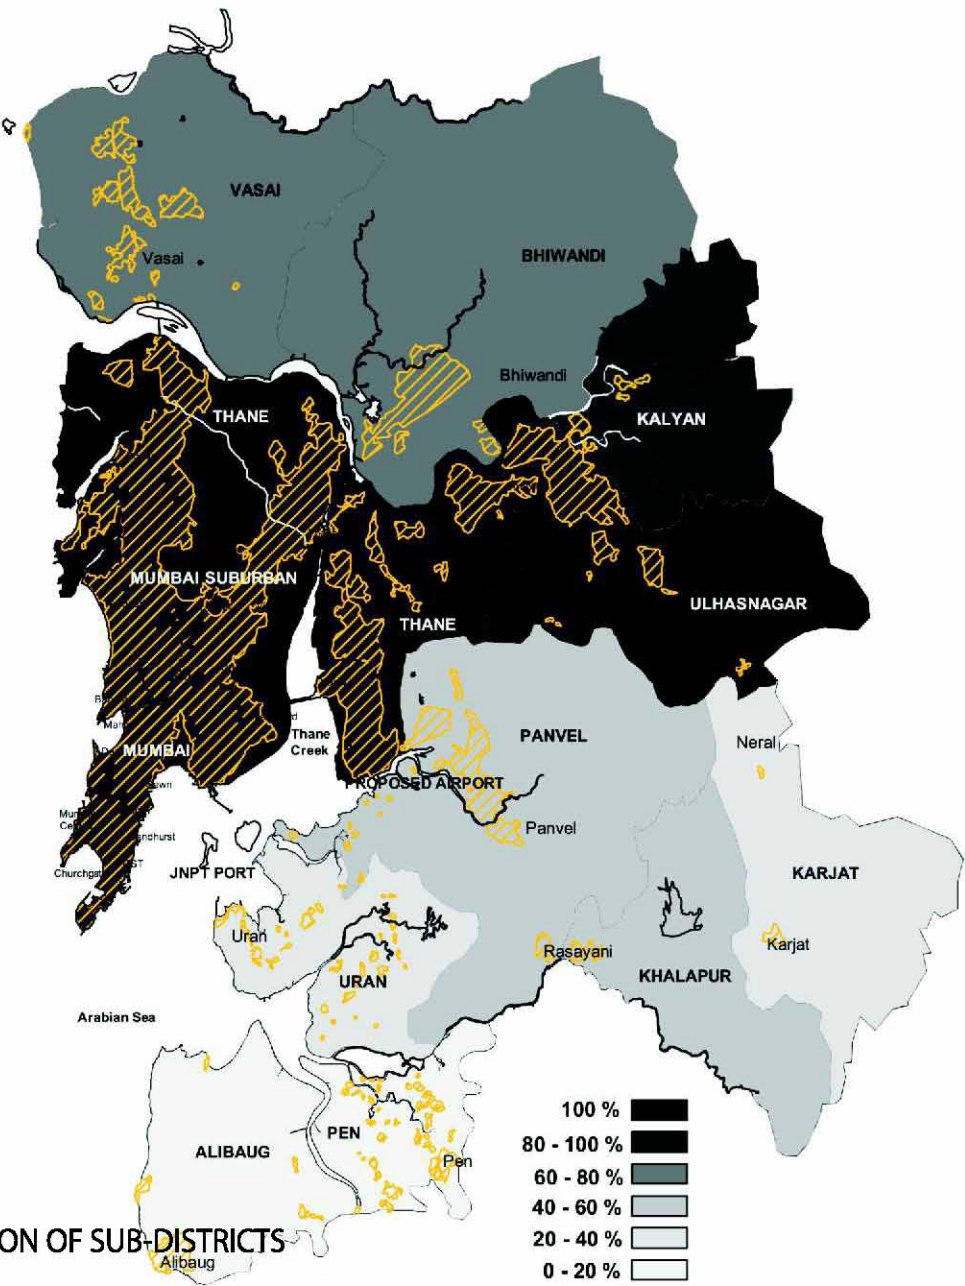 VASAI
BHIWANDI
Vasai
Bhiwandi
THANE
KALYAN
MUMBAI SUBURBAN
ULHASNAGAR
THANE
Thane
Creek
PANVEL
Neral
MUMBAI
PROPOSED AIRPORT
Panvel
JNPT PORT
Churchgat
KARJAT
Uran
Karjat
Rasayani
URAN
KHALAPUR
Arabian Sea
PEN
ALIBAUG
Pen
ON OF SUB-DISTRICTS
Alibaug
100 %
80 - 100 %
60 - 80 %
40 - 60 %
20 - 40 %
0 - 20 %